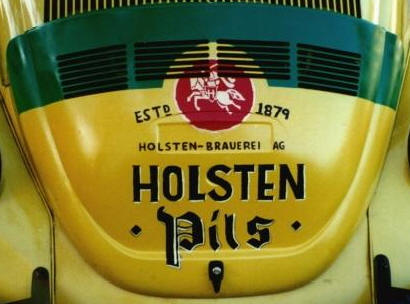 ESTD 1879
HOLSTEN-BRAUEREI AG
HOLSTEN
· Pils ·